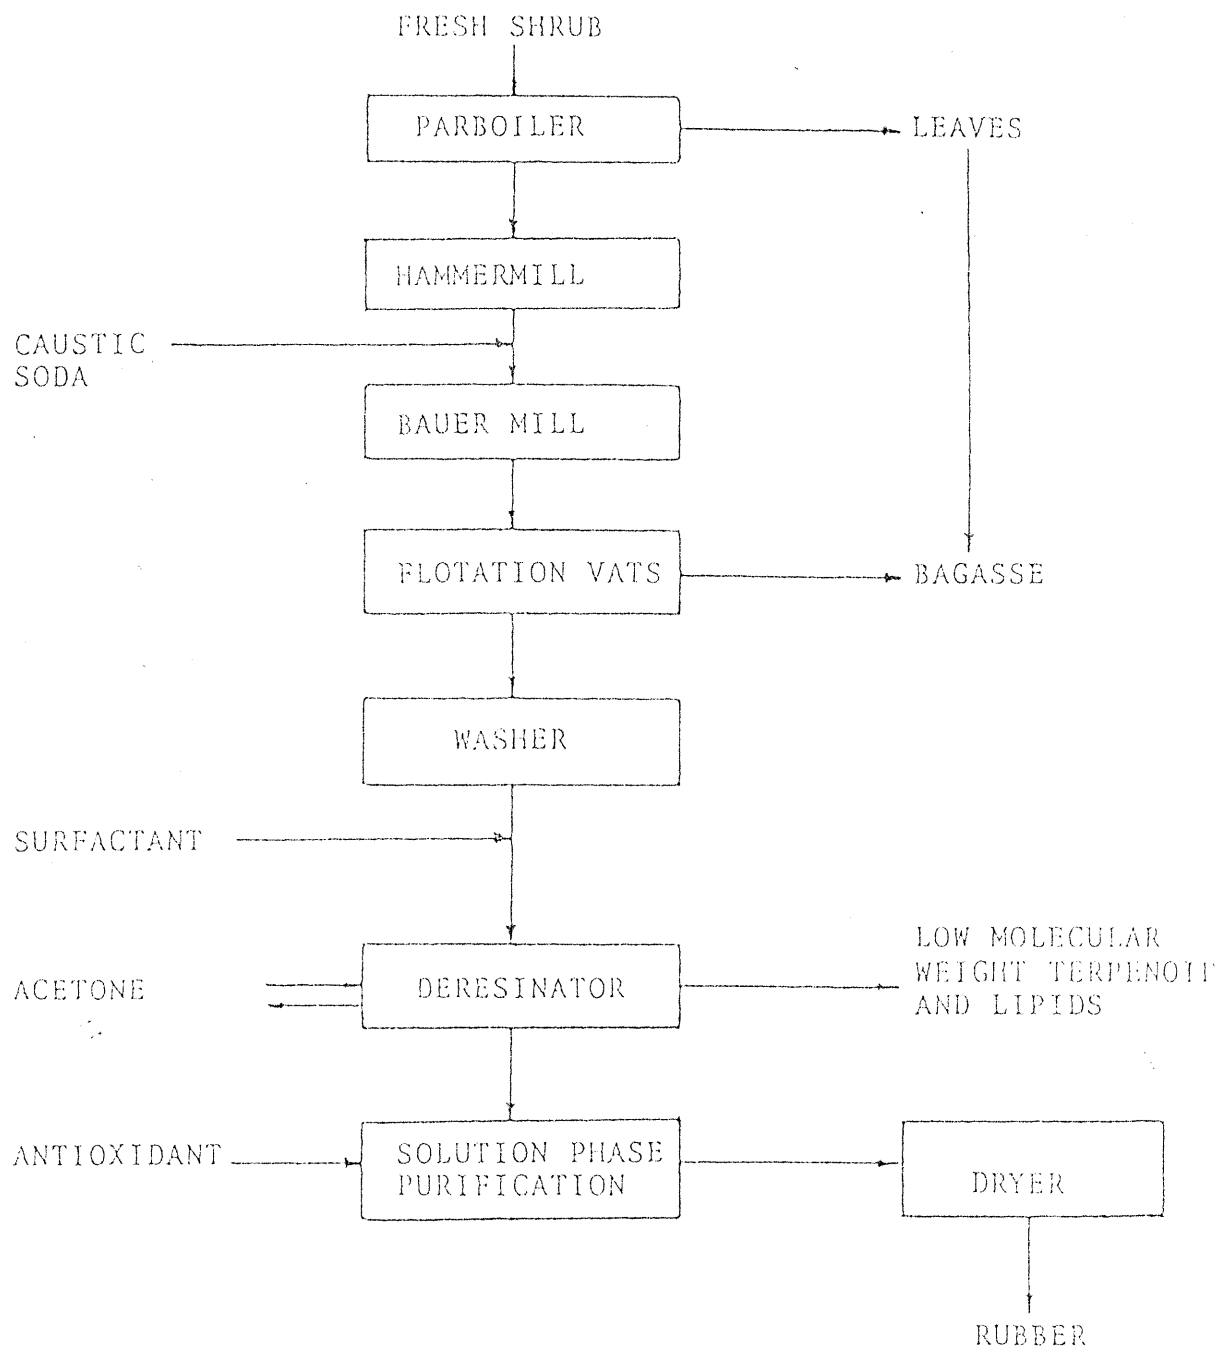 FRESH SHRUB
PARBOILER
LEAVES
HAMMERMILL
CAUSTIC
SODA
BAUER MILL
FLOTATION VATS
BAGASSE
WASHER
SURFACTANT
ACETONE
DERESINATOR
LOW MOLECULAR
WEIGHT TERPENOI
AND LIPIDS
ANTIOXIDANT
SOLUTION PHASE
PURIFICATION
DRYER
RUBBER